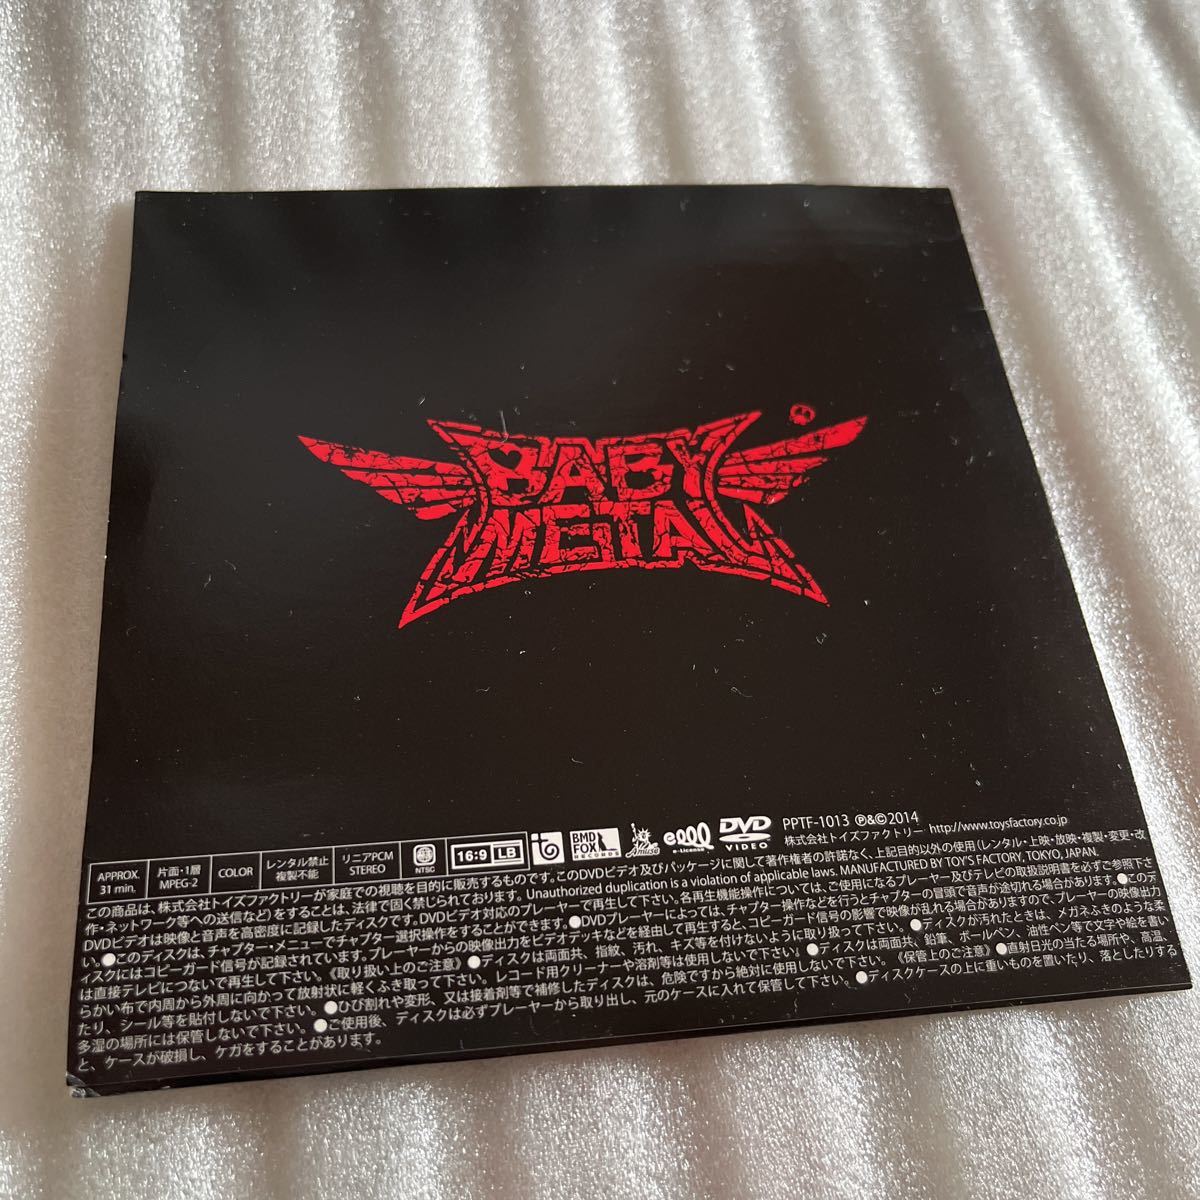 BABY
METAL
PPTF-1013 ℗&©2014
株式会社トイズファクトリー http://www.toysfactory.co.jp
APPROX.
31 min.
片面・1層
MPEG-2
COLOR
レンタル禁止
複製不能
リニアPCM
STEREO
NTSC
16:9 LB
BMD
FOX
RECORDS
Amuse
elll
e-license
DVD
VIDEO
この商品は、株式会社トイズファクトリーが家庭での視聴を目的に販売するものです。このDVDビデオ及びパッケージに関して著作権者の許諾なく、上記目的以外の使用(レンタル・上映・放映・複製・変更・改
作・ネットワーク等への送信など)をすることは、法律で固く禁じられております。Unauthorized duplication is a violation of applicable laws. MANUFACTURED BY TOY'S FACTORY, TOKYO, JAPAN.
DVDビデオは映像と音声を高密度に記録したディスクです。DVDビデオ対応のプレーヤーで再生して下さい。各再生機能操作については、ご使用になるプレーヤー及びテレビの取扱説明書を必ずご参照下さ
い。●このディスクは、チャプター・メニューでチャプター選択操作をすることができます。●DVDプレーヤーによっては、チャプター操作などを行うとチャプターの冒頭で音声が途切れる場合があります。●このデ
ィスクにはコピーガード信号が記録されています。プレーヤーからの映像出力をビデオデッキなどを経由して再生すると、コピーガード信号の影響で映像が乱れる場合がありますので、プレーヤーの映像出力
は直接テレビにつないで再生して下さい。《取り扱い上のご注意》●ディスクは両面共、指紋、汚れ、キズ等を付けないように取り扱って下さい。●ディスクが汚れたときは、メガネふきのような柔
らかい布で内周から外周に向かって放射状に軽くふき取って下さい。レコード用クリーナーや溶剤等は使用しないで下さい。●ディスクは両面共、鉛筆、ボールペン、油性ペン等で文字や絵を書い
たり、シール等を貼付しないで下さい。●ひび割れや変形、又は接着剤等で補修したディスクは、危険ですから絶対に使用しないで下さい。《保管上のご注意》●直射日光の当たる場所や、高温、
多湿の場所には保管しないで下さい。●ご使用後、ディスクは必ずプレーヤーから取り出し、元のケースに入れて保管して下さい。●ディスクケースの上に重いものを置いたり、落としたりする
と、ケースが破損し、ケガをすることがあります。